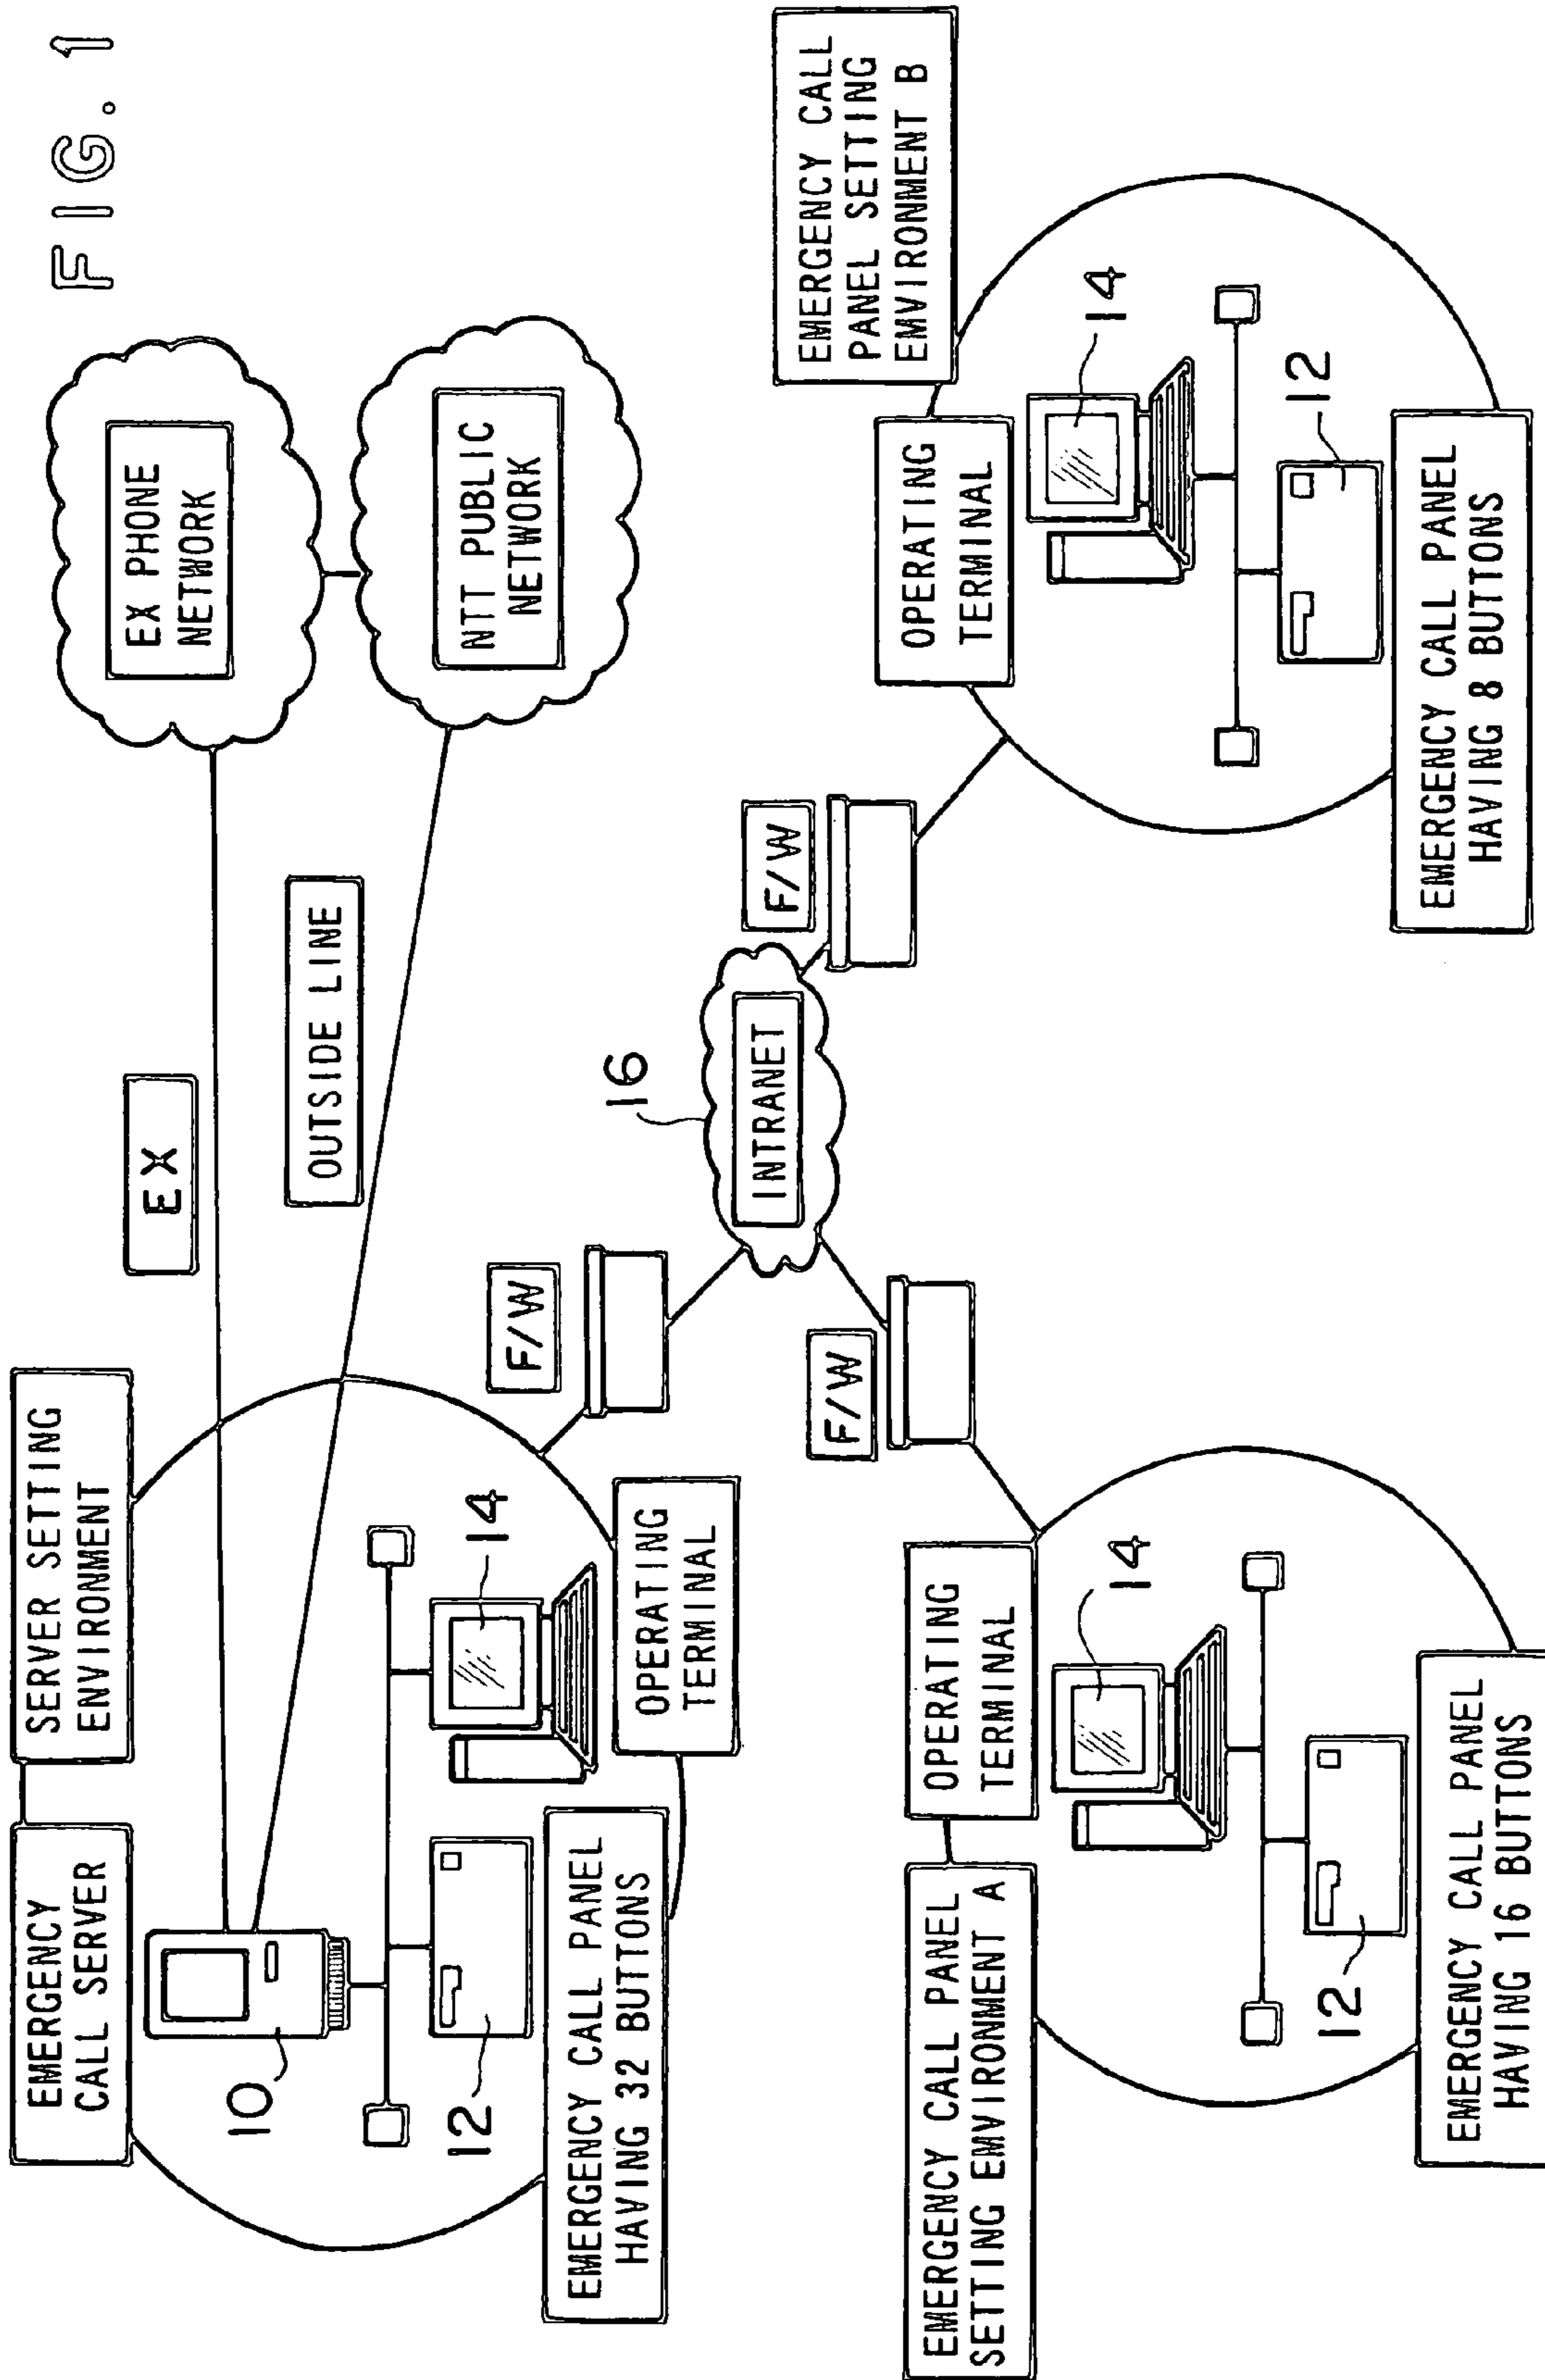 FIG. 1
EMERGENCY
CALL SERVER
SERVER SETTING
ENVIRONMENT
EX
EX PHONE
NETWORK
OUTSIDE LINE
NTT PUBLIC
NETWORK
10
12
14
EMERGENCY CALL PANEL
HAVING 32 BUTTONS
OPERATING
TERMINAL
F/W
16
INTRANET
F/W
F/W
EMERGENCY CALL PANEL
SETTING EMVIRONMENT A
OPERATING
TERMINAL
14
12
EMERGENCY CALL PANEL
HAVING 16 BUTTONS
EMERGENCY CALL
PANEL SETTING
EMVIRONMENT B
OPERATING
TERMINAL
14
12
EMERGENCY CALL PANEL
HAVING 8 BUTTONS